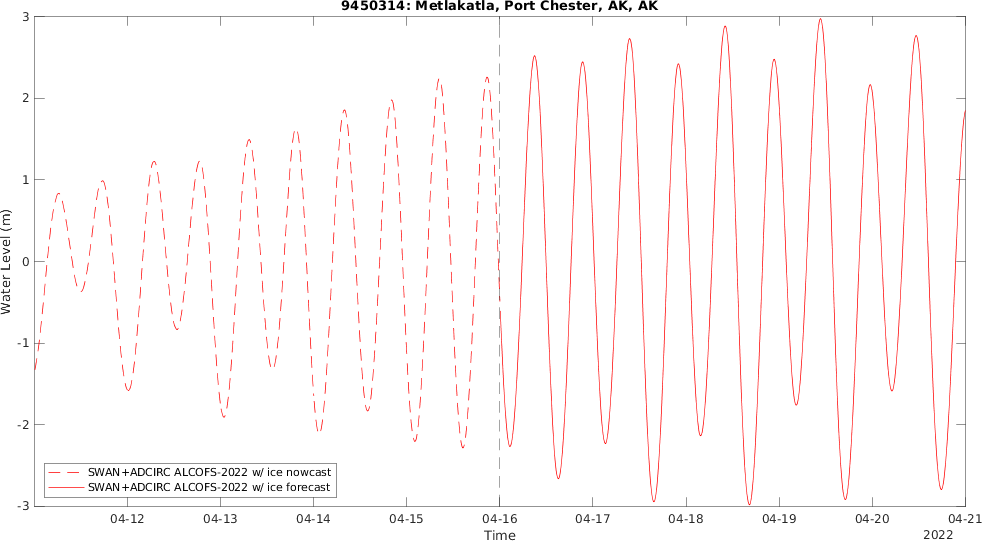 9450314: Metlakatla, Port Chester, AK, AK
3
2
1
0
-1
-2
-3
Water Level (m)
SWAN+ADCIRC ALCOFS-2022 w/ ice nowcast
SWAN+ADCIRC ALCOFS-2022 w/ ice forecast
04-12 04-13 04-14 04-15 04-16 04-17 04-18 04-19 04-20 04-21
Time
2022